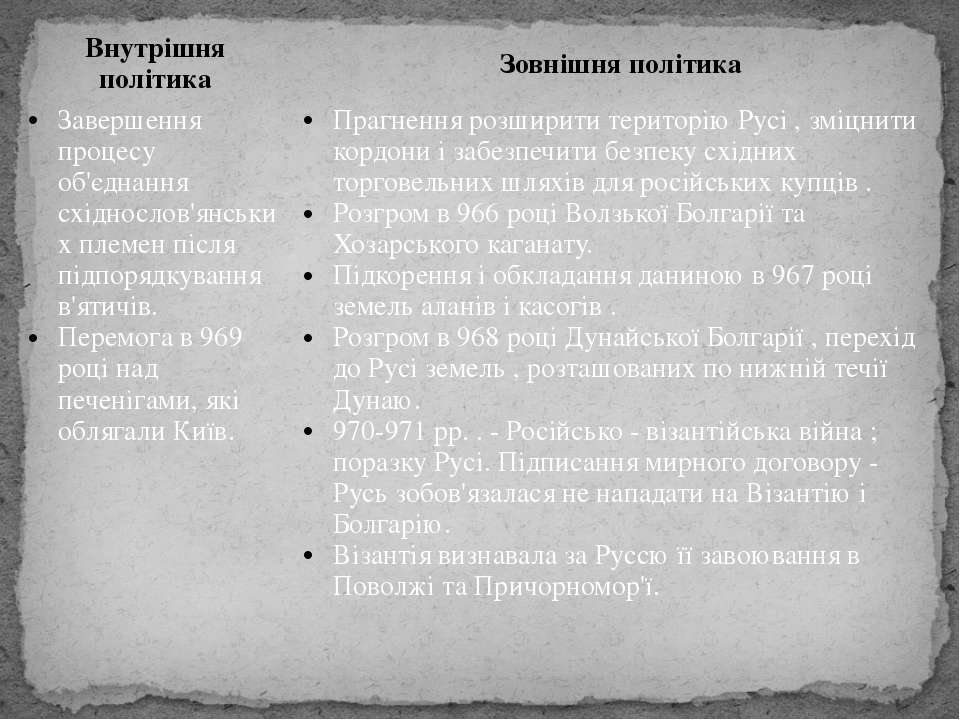 Внутрішня
політика
Завершення
процесу
об'єднання
східнослов'янськи
х племен після
підпорядкування
в'ятичів.
Перемога в 969
році над
печенігами, які
облягали Київ.
Зовнішня політика
Прагнення розширити територію Русі , зміцнити
кордони і забезпечити безпеку східних
торговельних шляхів для російських купців .
Розгром в 966 році Волзької Болгарії та
Хозарського каганату.
Підкорення і обкладання даниною в 967 році
земель аланів і касогів .
Розгром в 968 році Дунайської Болгарії , перехід
до Русі земель , розташованих по нижній течії
Дунаю.
970-971 рр. . - Російсько - візантійська війна ;
поразку Русі. Підписання мирного договору -
Русь зобов'язалася не нападати на Візантію і
Болгарію.
Візантія визнавала за Руссю її завоювання в
Поволжі та Причорномор'ї.